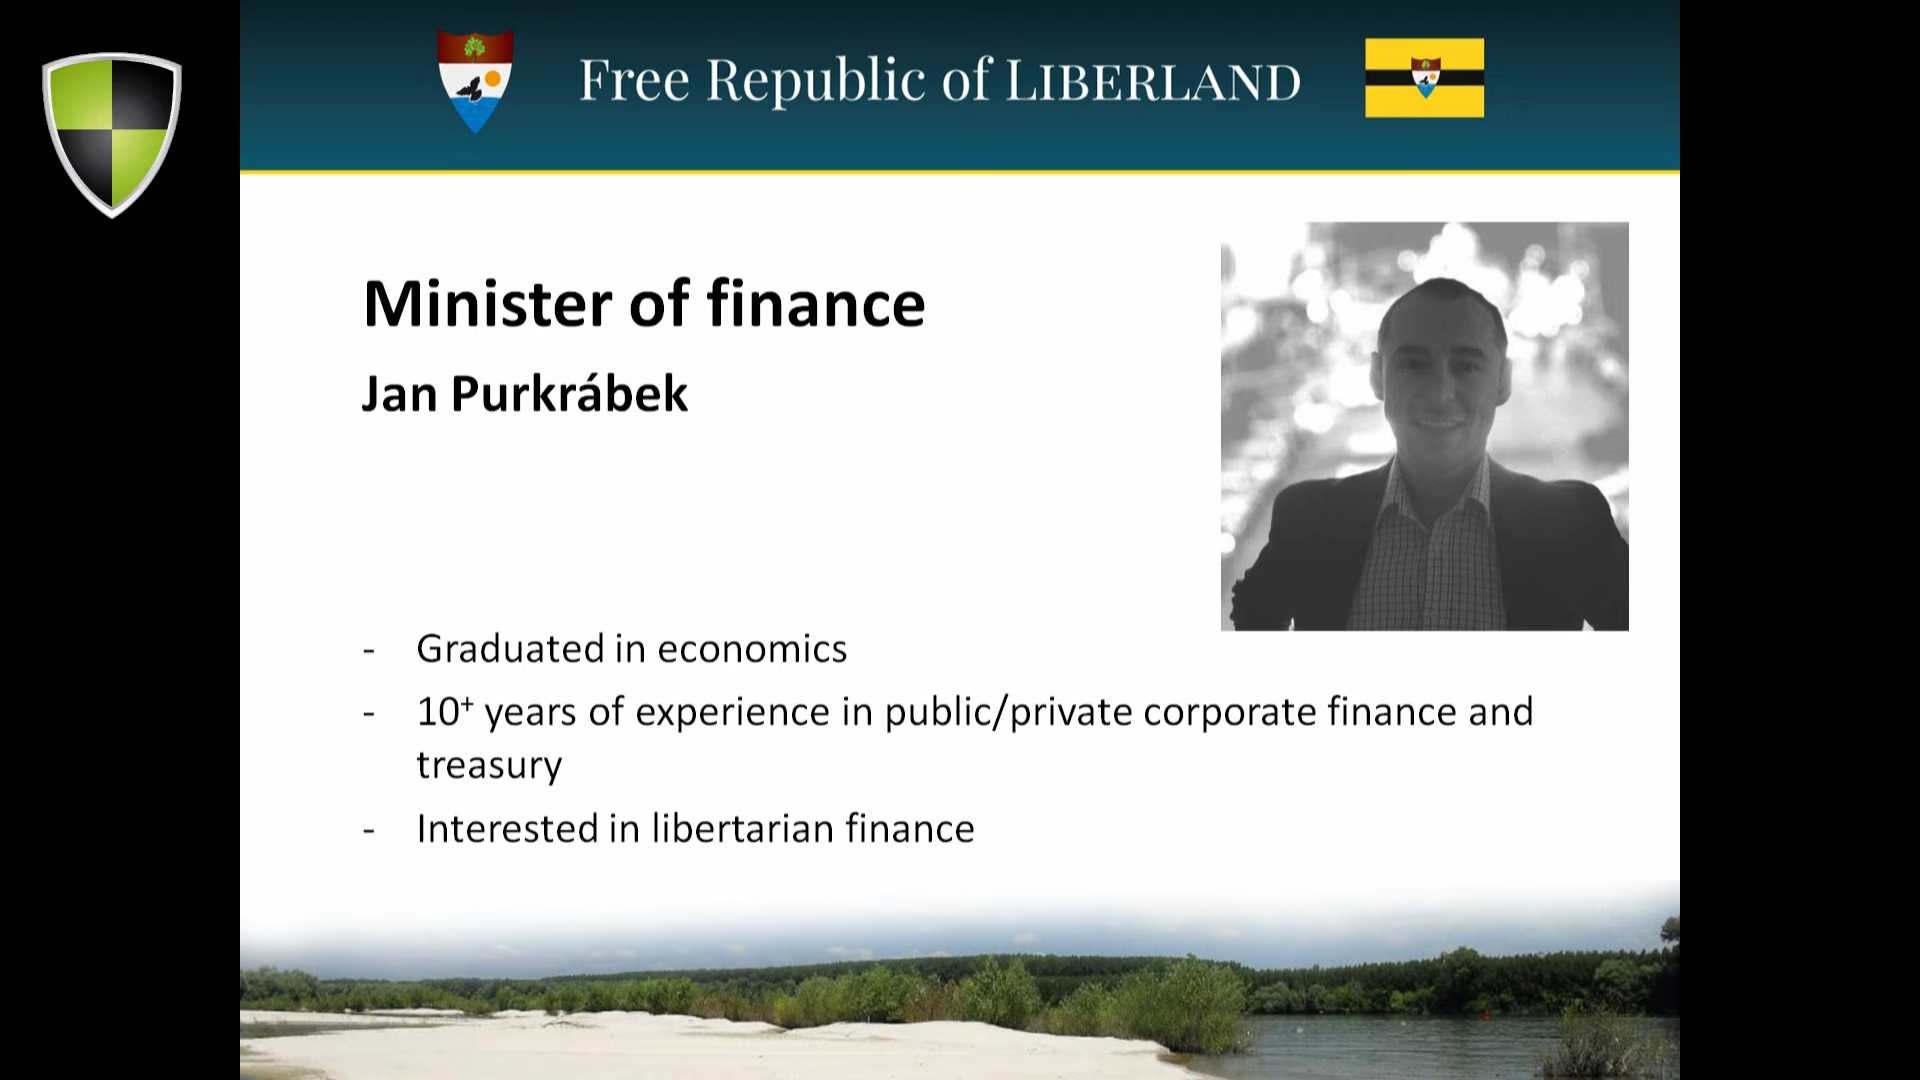 Free Republic of LIBERLAND
Minister of finance
Jan Purkrábek
- Graduated in economics
- 10⁺ years of experience in public/private corporate finance and
treasury
- Interested in libertarian finance